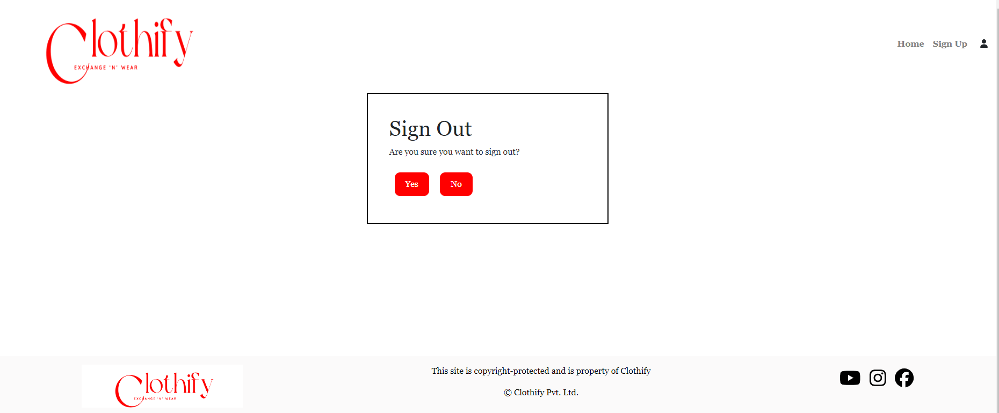 Clothify
EXCHANGE 'N' WEAR
Home Sign Up
Sign Out
Are you sure you want to sign out?
Yes No
Clothify
EXCHANGE 'N' WEAR
This site is copyright-protected and is property of Clothify
© Clothify Pvt. Ltd.